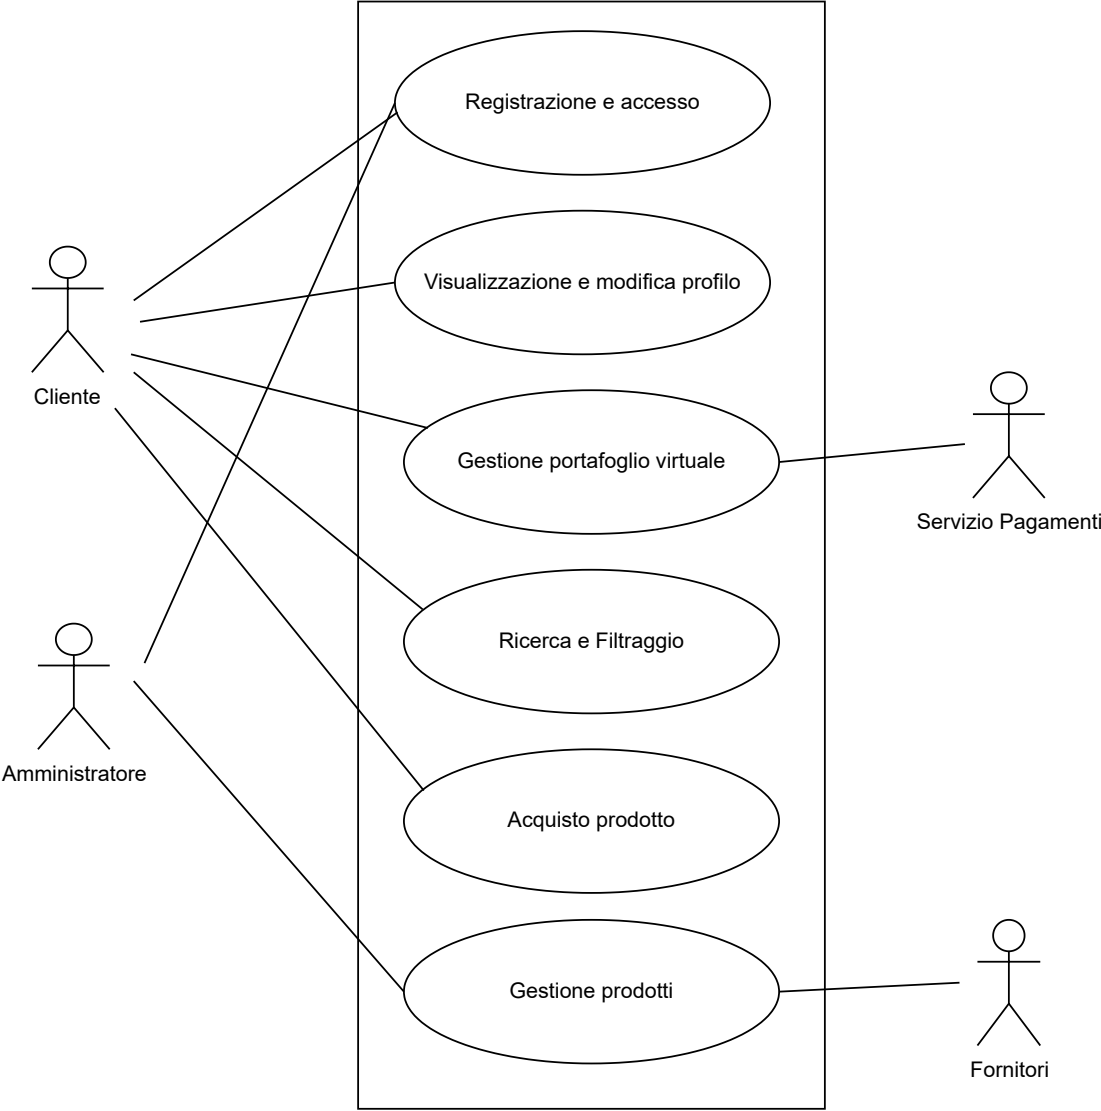 Registrazione e accesso
Visualizzazione e modifica profilo
Cliente
Gestione portafoglio virtuale
Servizio Pagamenti
Ricerca e Filtraggio
Amministratore
Acquisto prodotto
Gestione prodotti
Fornitori